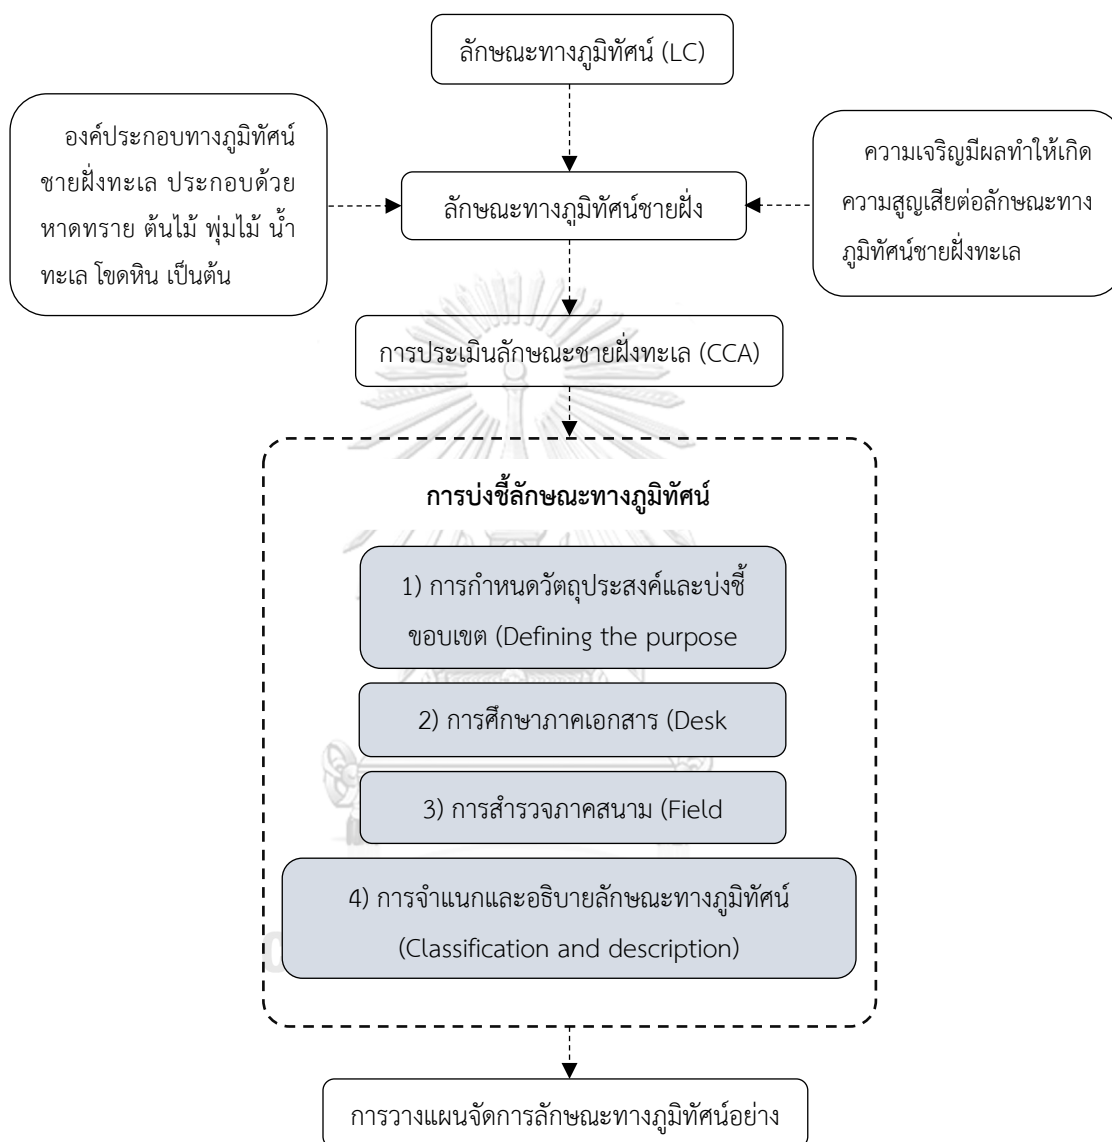 ลักษณะทางภูมิทัศน์ (LC)
องค์ประกอบทางภูมิทัศน์
ชายฝั่งทะเล ประกอบด้วย
หาดทราย ต้นไม้ พุ่มไม้ น้ำ
ทะเล โขดหิน เป็นต้น
ลักษณะทางภูมิทัศน์ชายฝั่ง
ความเจริญมีผลทำให้เกิด
ความสูญเสียต่อลักษณะทาง
ภูมิทัศน์ชายฝั่งทะเล
การประเมินลักษณะชายฝั่งทะเล (CCA)
การบ่งชี้ลักษณะทางภูมิทัศน์
1) การกำหนดวัตถุประสงค์และบ่งชี้
ขอบเขต (Defining the purpose
2) การศึกษาภาคเอกสาร (Desk
3) การสำรวจภาคสนาม (Field
4) การจำแนกและอธิบายลักษณะทางภูมิทัศน์
(Classification and description)
การวางแผนจัดการลักษณะทางภูมิทัศน์อย่าง